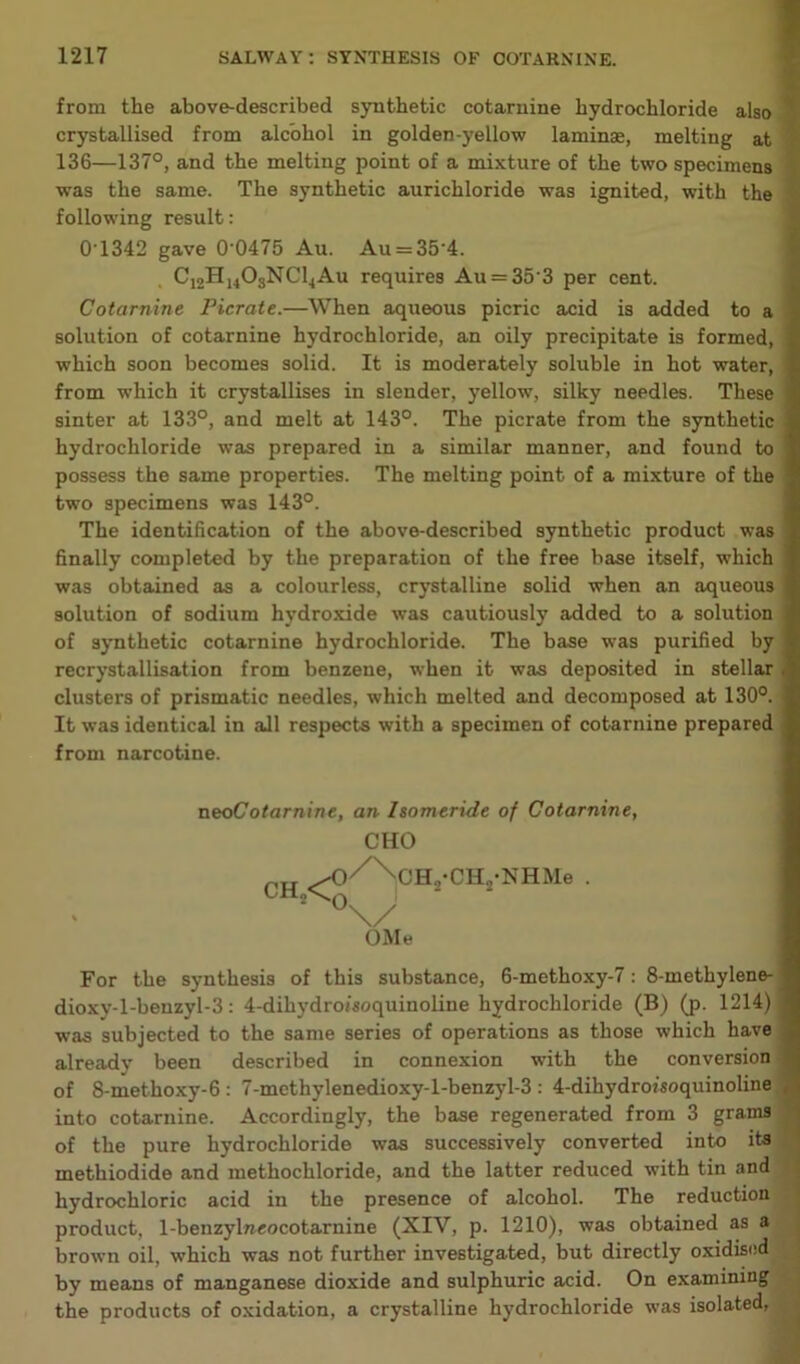 1217 SALWAY: SYNTHESIS OF COTARNINE.
from the above-described synthetic cotarnine hydrochloride also
crystallised from alcohol in golden-yellow laminæ, melting at
136—137°, and the melting point of a mixture of the two specimens
was the same. The synthetic aurichloride was ignited, with the
following result:
0·1342 gave 0·0475 Au. Au = 35·4.
C₁₂H₁₄O₃NCl₄Au requires Au = 35·3 per cent.
Cotarnine Picrate.—When aqueous picric acid is added to a
solution of cotarnine hydrochloride, an oily precipitate is formed,
which soon becomes solid. It is moderately soluble in hot water,
from which it crystallises in slender, yellow, silky needles. These
sinter at 133°, and melt at 143°. The picrate from the synthetic
hydrochloride was prepared in a similar manner, and found to
possess the same properties. The melting point of a mixture of the
two specimens was 143°.
The identification of the above-described synthetic product was
finally completed by the preparation of the free base itself, which
was obtained as a colourless, crystalline solid when an aqueous
solution of sodium hydroxide was cautiously added to a solution
of synthetic cotarnine hydrochloride. The base was purified by
recrystallisation from benzene, when it was deposited in stellar
clusters of prismatic needles, which melted and decomposed at 130°.
It was identical in all respects with a specimen of cotarnine prepared
from narcotine.
neoCotarnine, an Isomeride of Cotarnine,
CHO
CH₂<O O CH₂·CH₂·NHMe .
OMe
For the synthesis of this substance, 6-methoxy-7 : 8-methylene-
dioxy-1-benzyl-3 : 4-dihydroisoquinoline hydrochloride (B) (p. 1214)
was subjected to the same series of operations as those which have
already been described in connexion with the conversion
of 8-methoxy-6 : 7-methylenedioxy-1-benzyl-3 : 4-dihydroisoquinoline
into cotarnine. Accordingly, the base regenerated from 3 grams
of the pure hydrochloride was successively converted into its
methiodide and methochloride, and the latter reduced with tin and
hydrochloric acid in the presence of alcohol. The reduction
product, 1-benzylneocotarnine (XIV, p. 1210), was obtained as a
brown oil, which was not further investigated, but directly oxidised
by means of manganese dioxide and sulphuric acid. On examining
the products of oxidation, a crystalline hydrochloride was isolated,